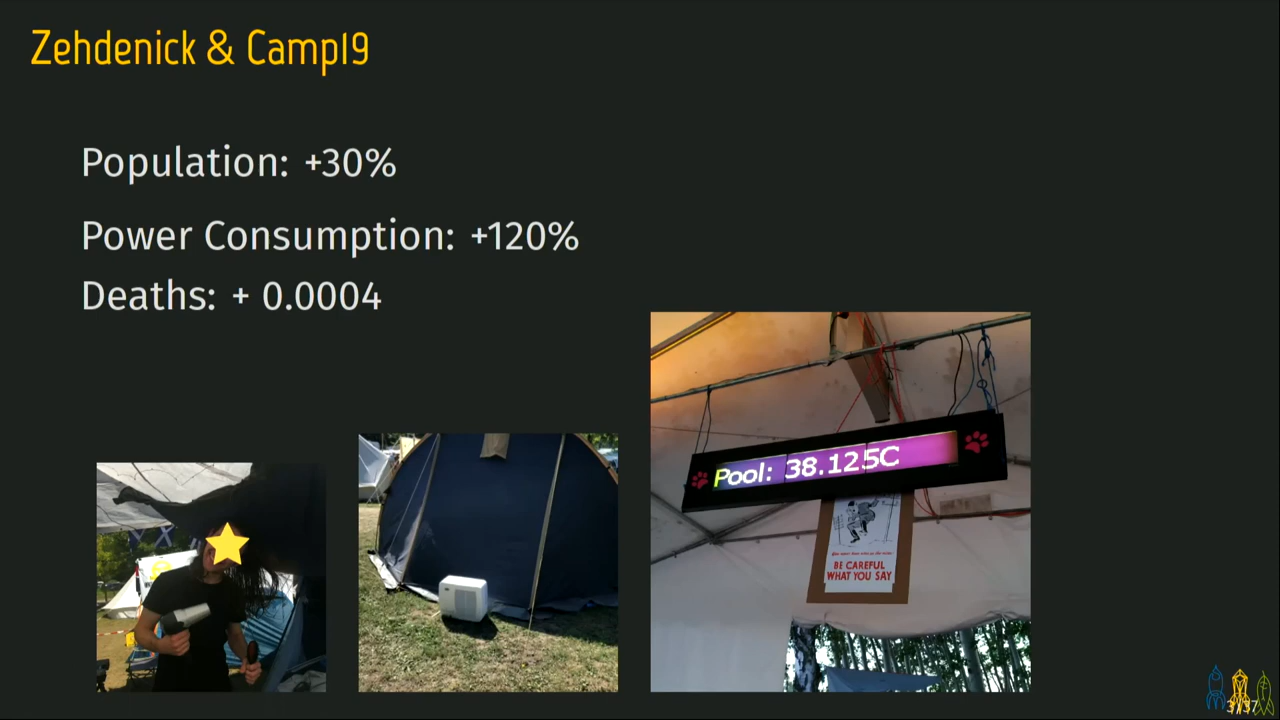 Zehdenick & Camp19
Population: +30%
Power Consumption: +120%
Deaths: + 0.0004
Pool: 38.125C
BE CAREFUL
WHAT YOU SAY